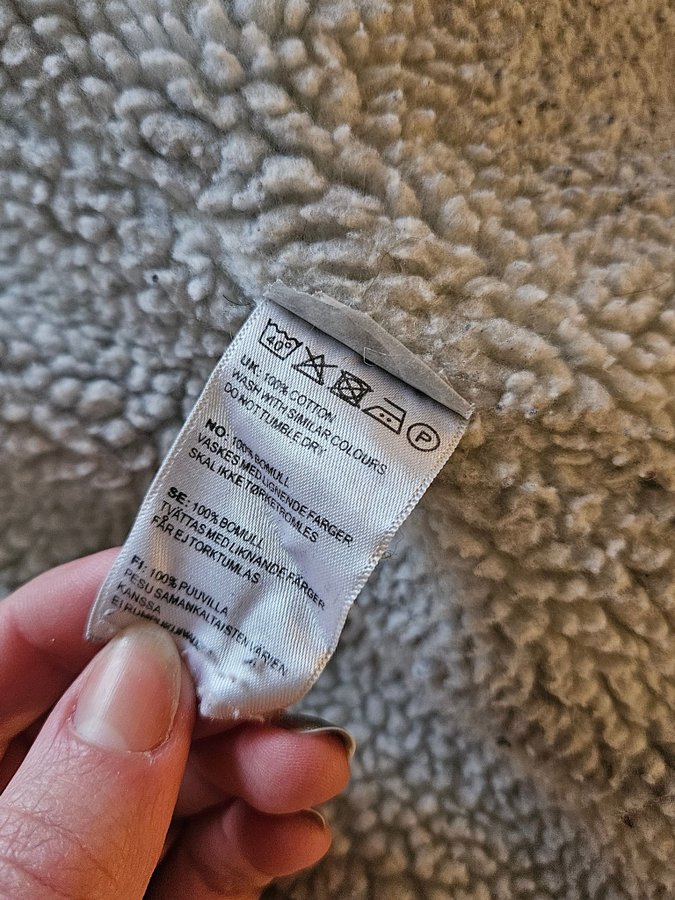 40°
P
UK: 100% COTTON
WASH WITH SIMILAR COLOURS
DO NOT TUMBLE DRY
NO: 100% BOMULL
VASKES MED LIGNENDE FARGER
SKAL IKKE TØRKETROMLES
SE: 100% BOMULL
TVÄTTAS MED LIKNANDE FÄRGER
FÅR EJ TORKTUMLAS
FI: 100% PUUVILLA
PESU SAMANKALTAISTEN VÄRIEN
KANSSA
EI